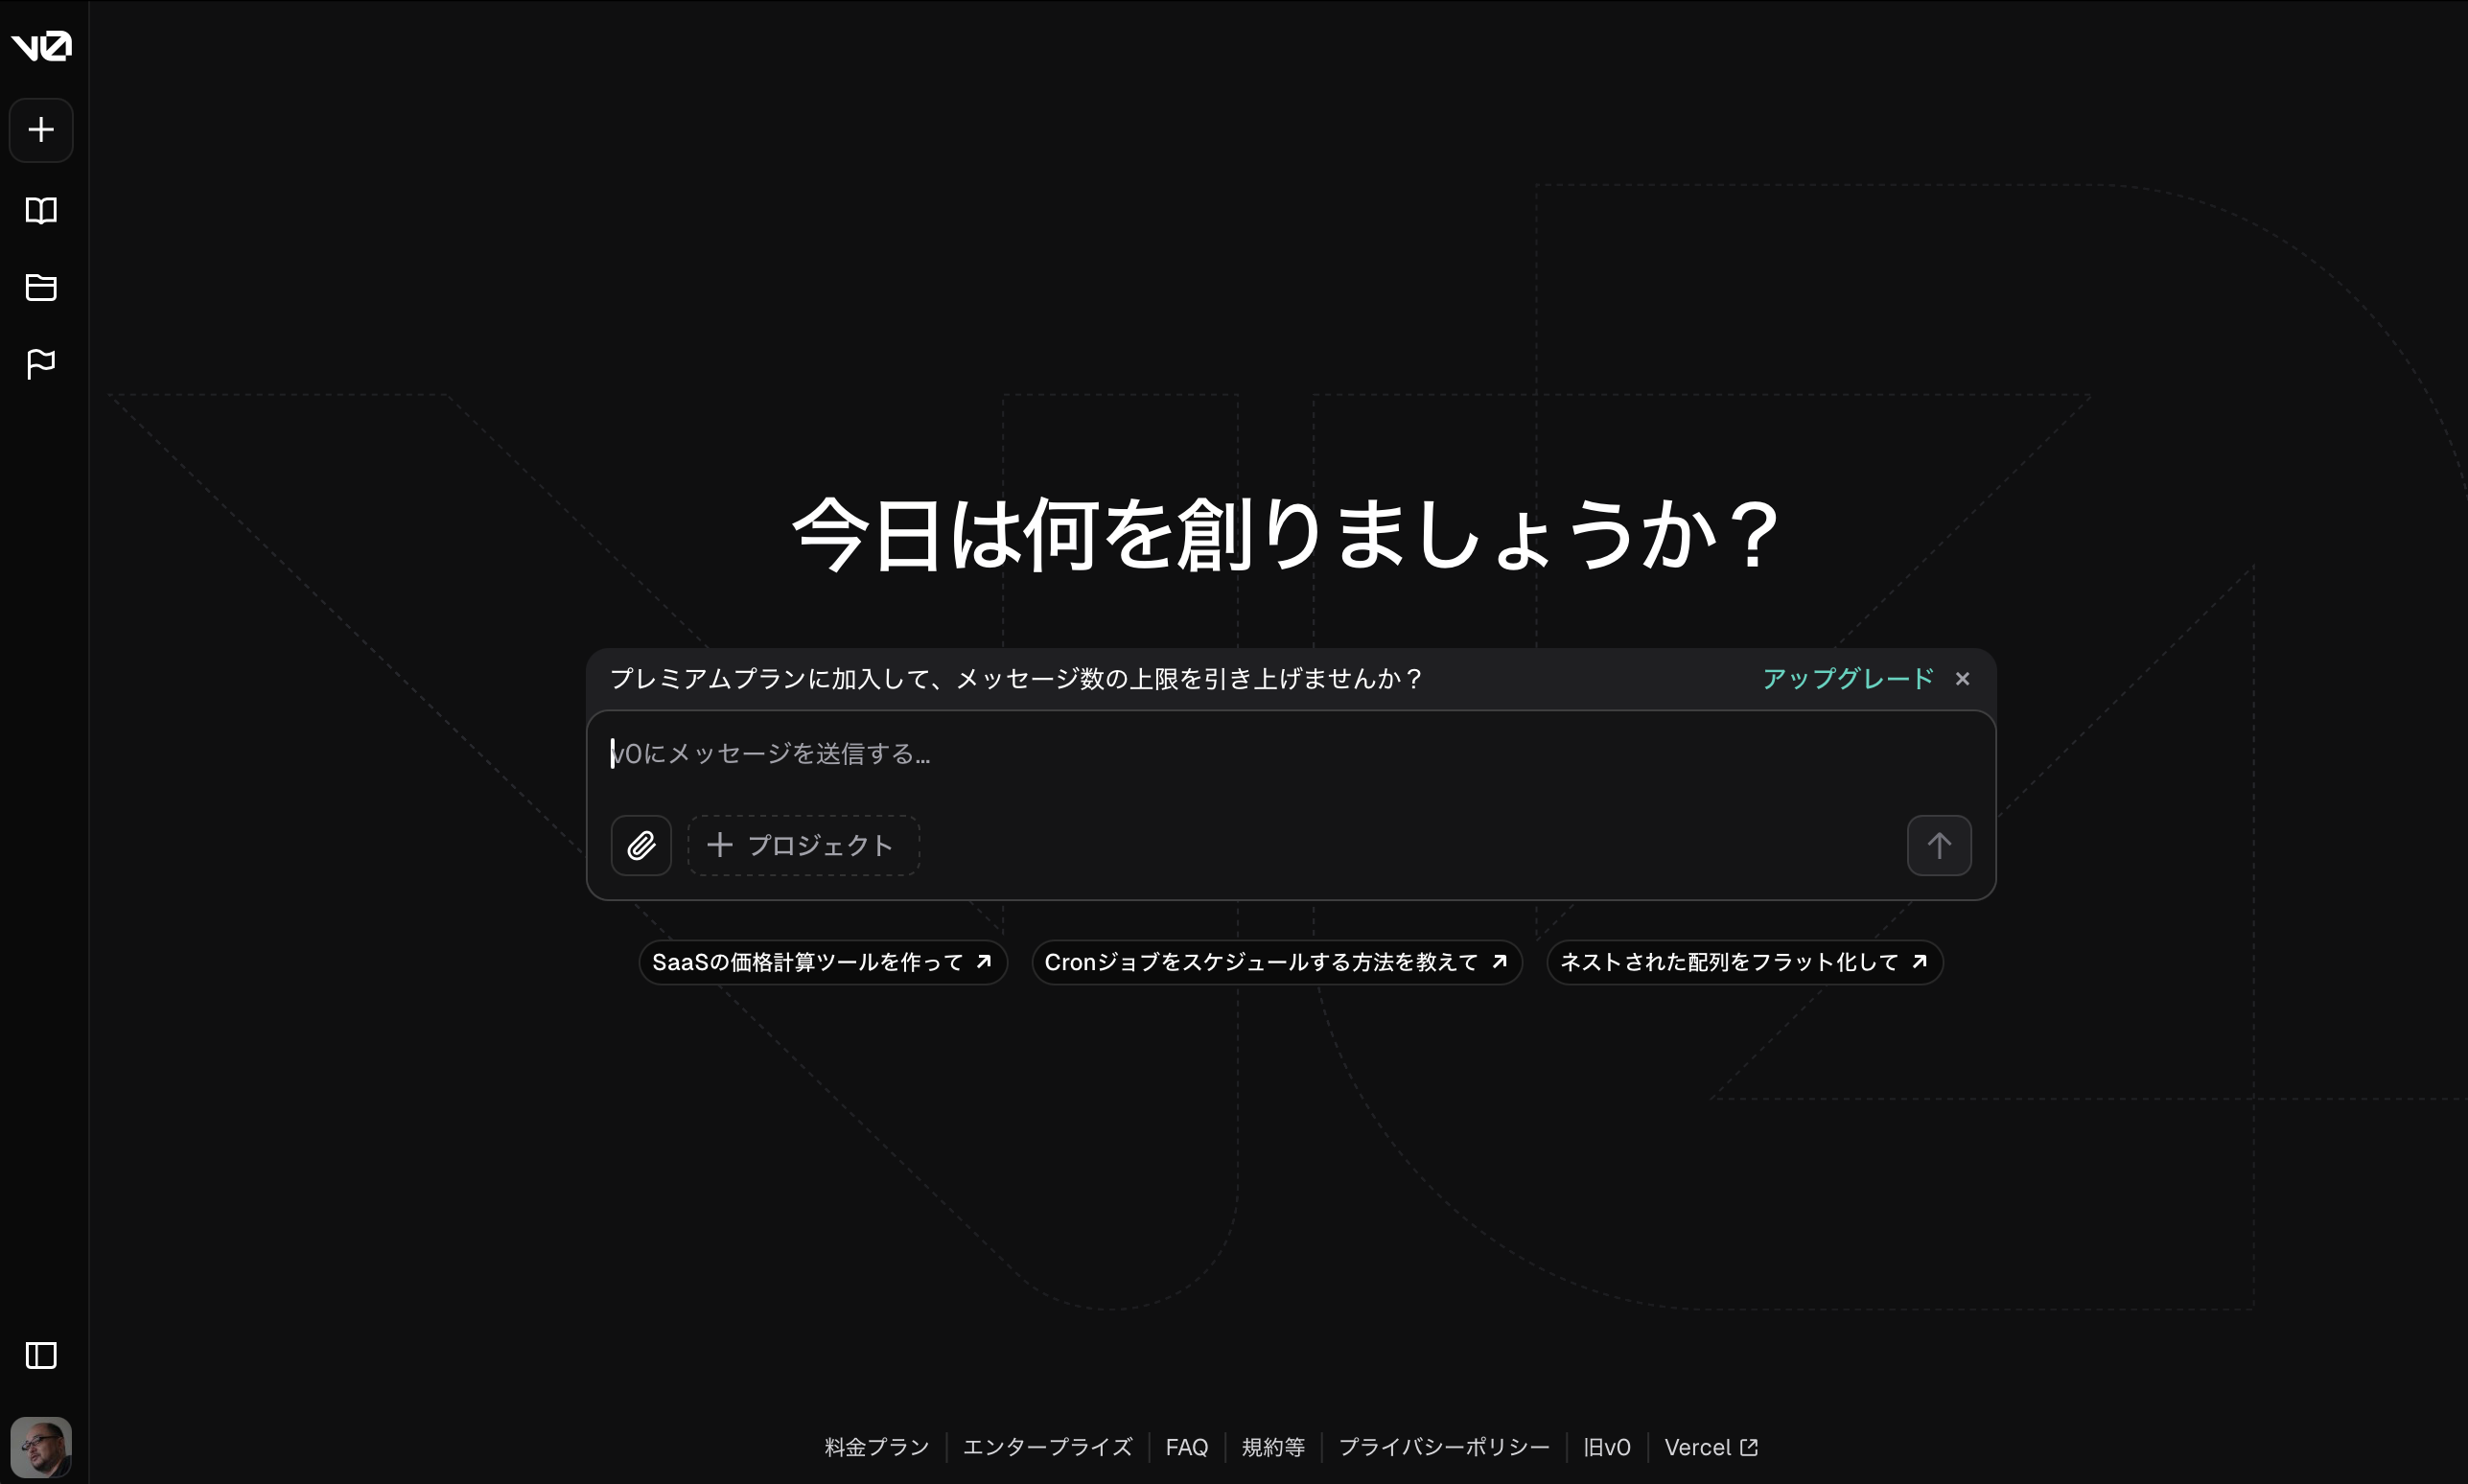 v0
今日は何を創りましょうか？
プレミアムプランに加入して、メッセージ数の上限を引き上げませんか？ アップグレード ×
v0にメッセージを送信する...
プロジェクト
SaaSの価格計算ツールを作って Cronジョブをスケジュールする方法を教えて ネストされた配列をフラット化して
料金プラン エンタープライズ FAQ 規約等 プライバシーポリシー 旧v0 Vercel